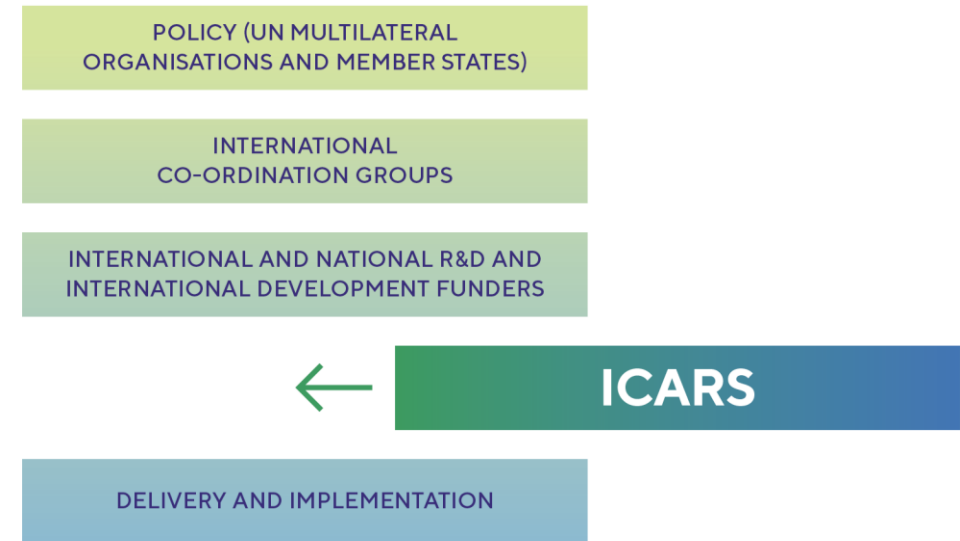 POLICY (UN MULTILATERAL
ORGANISATIONS AND MEMBER STATES)
INTERNATIONAL
CO-ORDINATION GROUPS
INTERNATIONAL AND NATIONAL R&D AND
INTERNATIONAL DEVELOPMENT FUNDERS
ICARS
DELIVERY AND IMPLEMENTATION